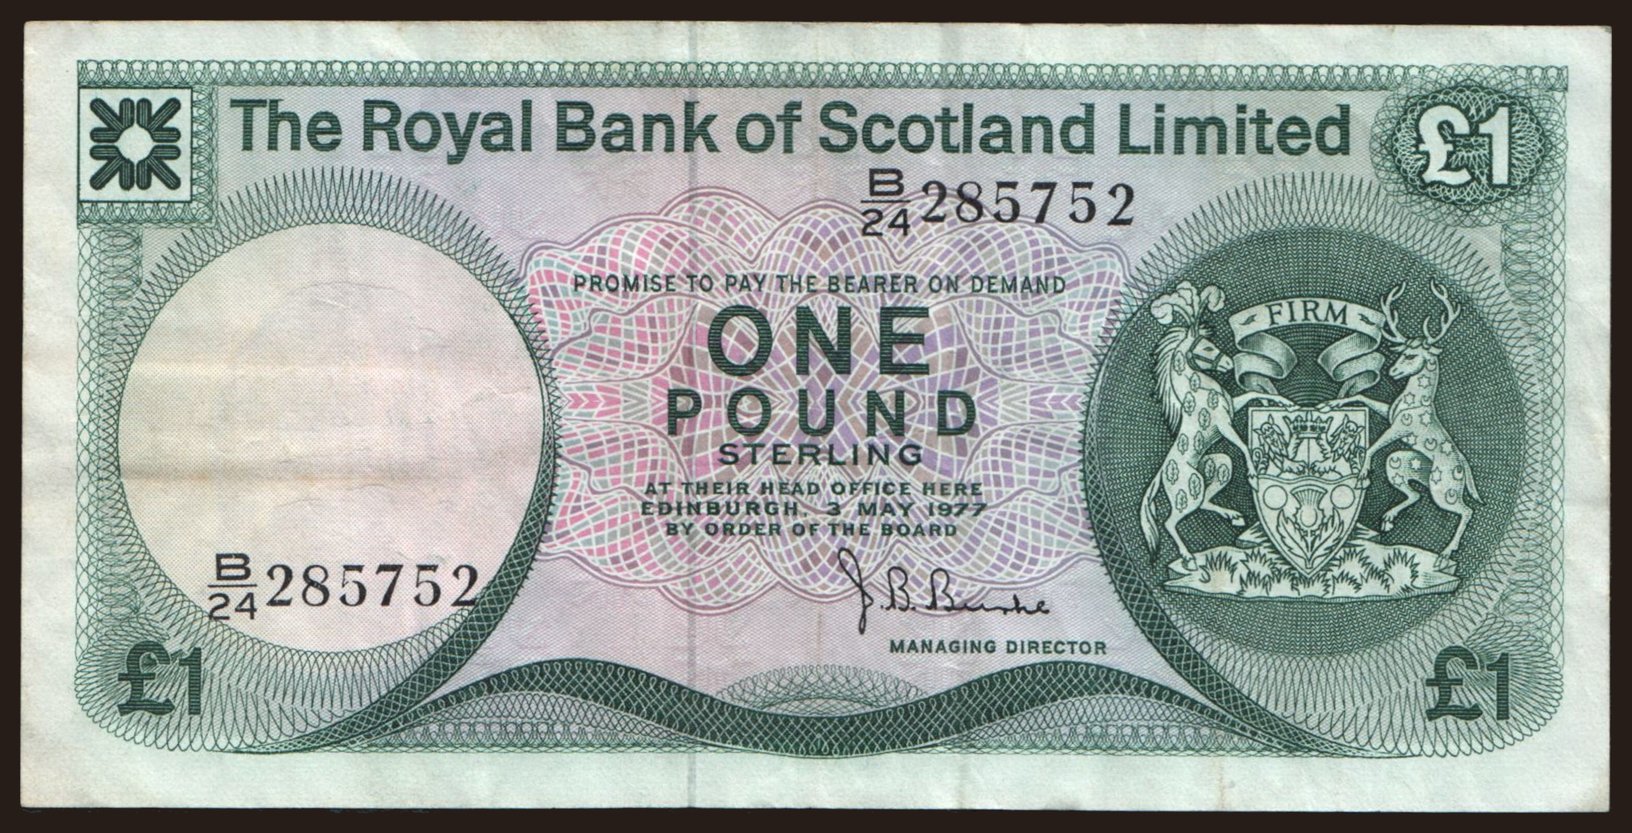 The Royal Bank of Scotland Limited
£1
B/24 285752
PROMISE TO PAY THE BEARER ON DEMAND
ONE
POUND
STERLING
AT THEIR HEAD OFFICE HERE
EDINBURGH, 3 MAY 1977
BY ORDER OF THE BOARD
FIRM
B/24 285752
J. B. Burke
MANAGING DIRECTOR
£1
£1